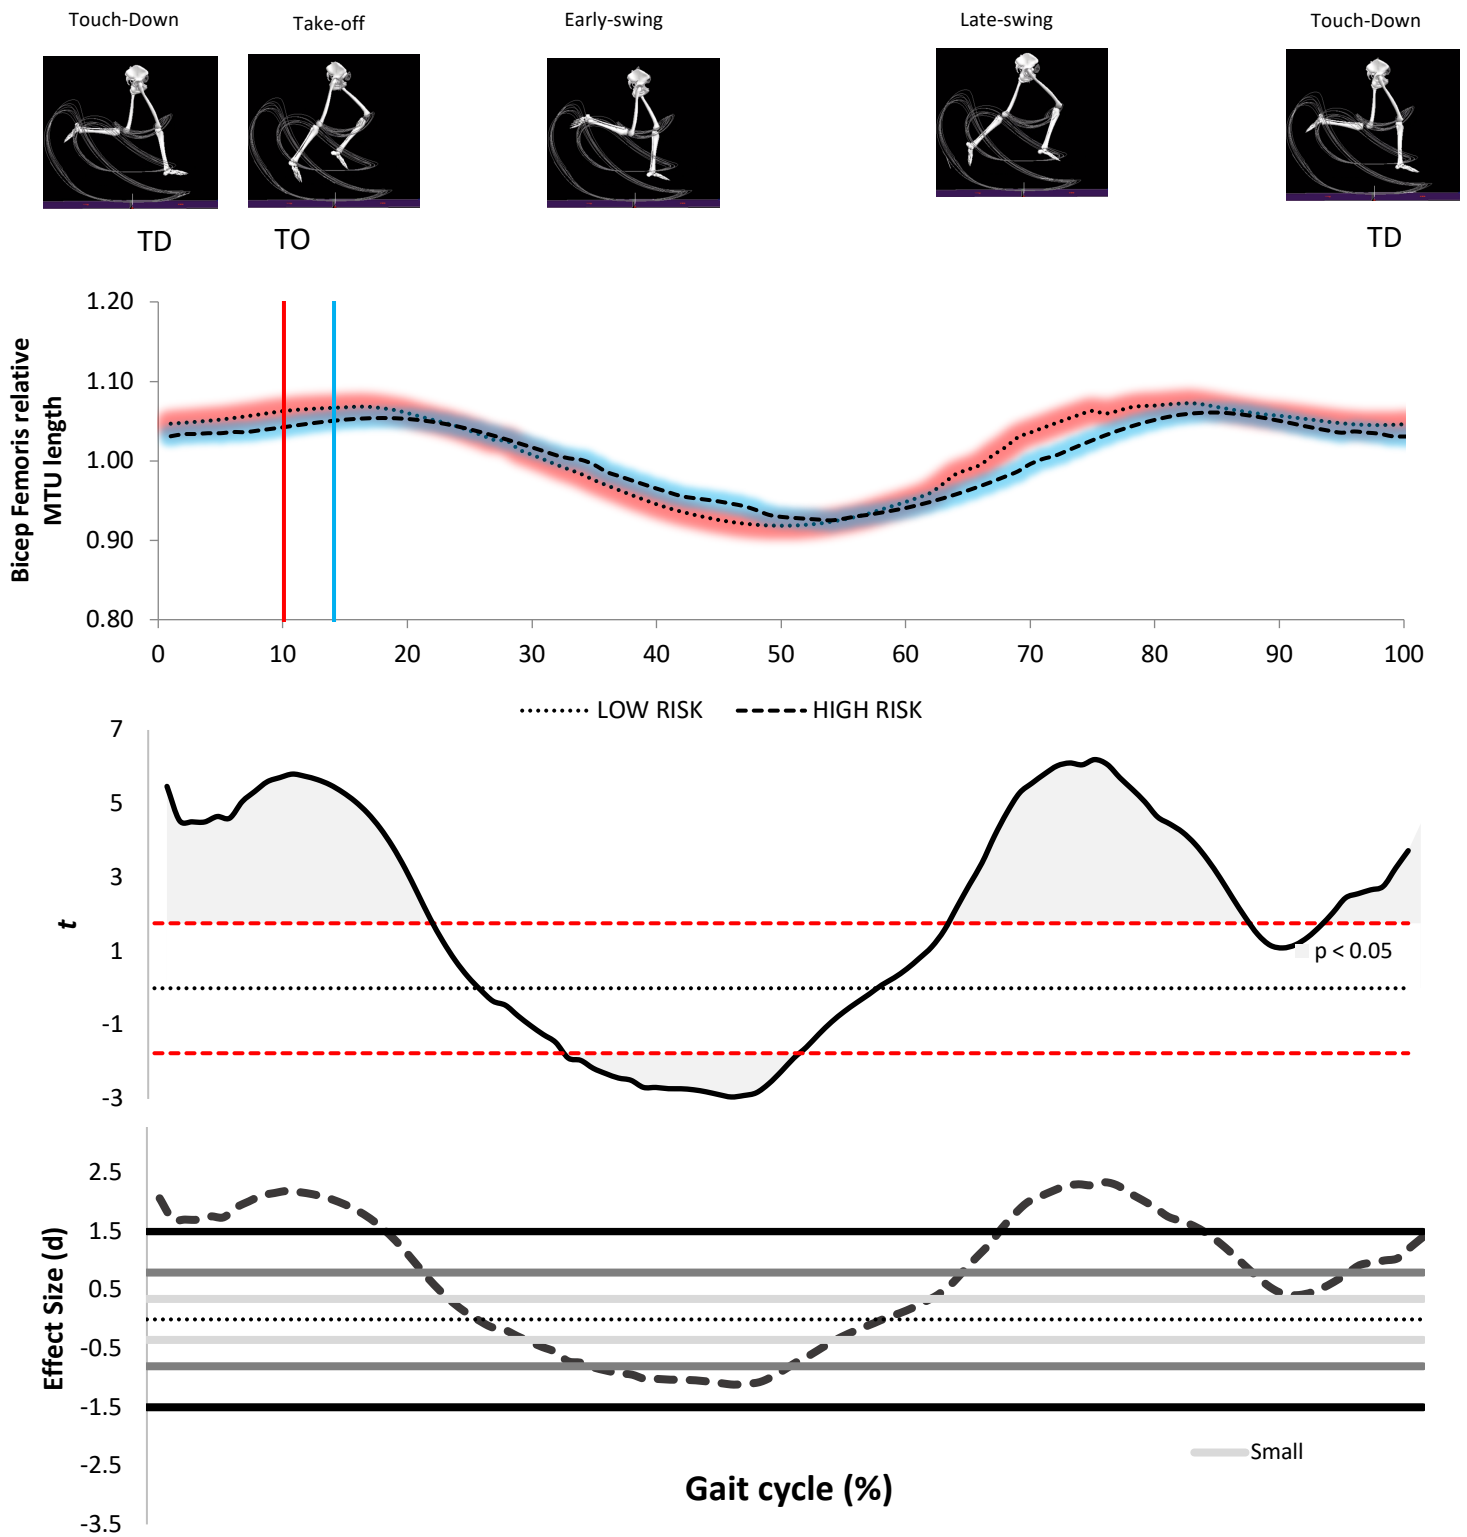 Touch-Down
Take-off
Early-swing
Late-swing
Touch-Down
TD
TO
TD
Bicep Femoris relative
MTU length
1.20
1.10
1.00
0.90
0.80
0 10 20 30 40 50 60 70 80 90 100
LOW RISK HIGH RISK
t
7
5
3
1
-1
-3
p < 0.05
Effect Size (d)
2.5
1.5
0.5
-0.5
-1.5
-2.5
-3.5
Small
Gait cycle (%)